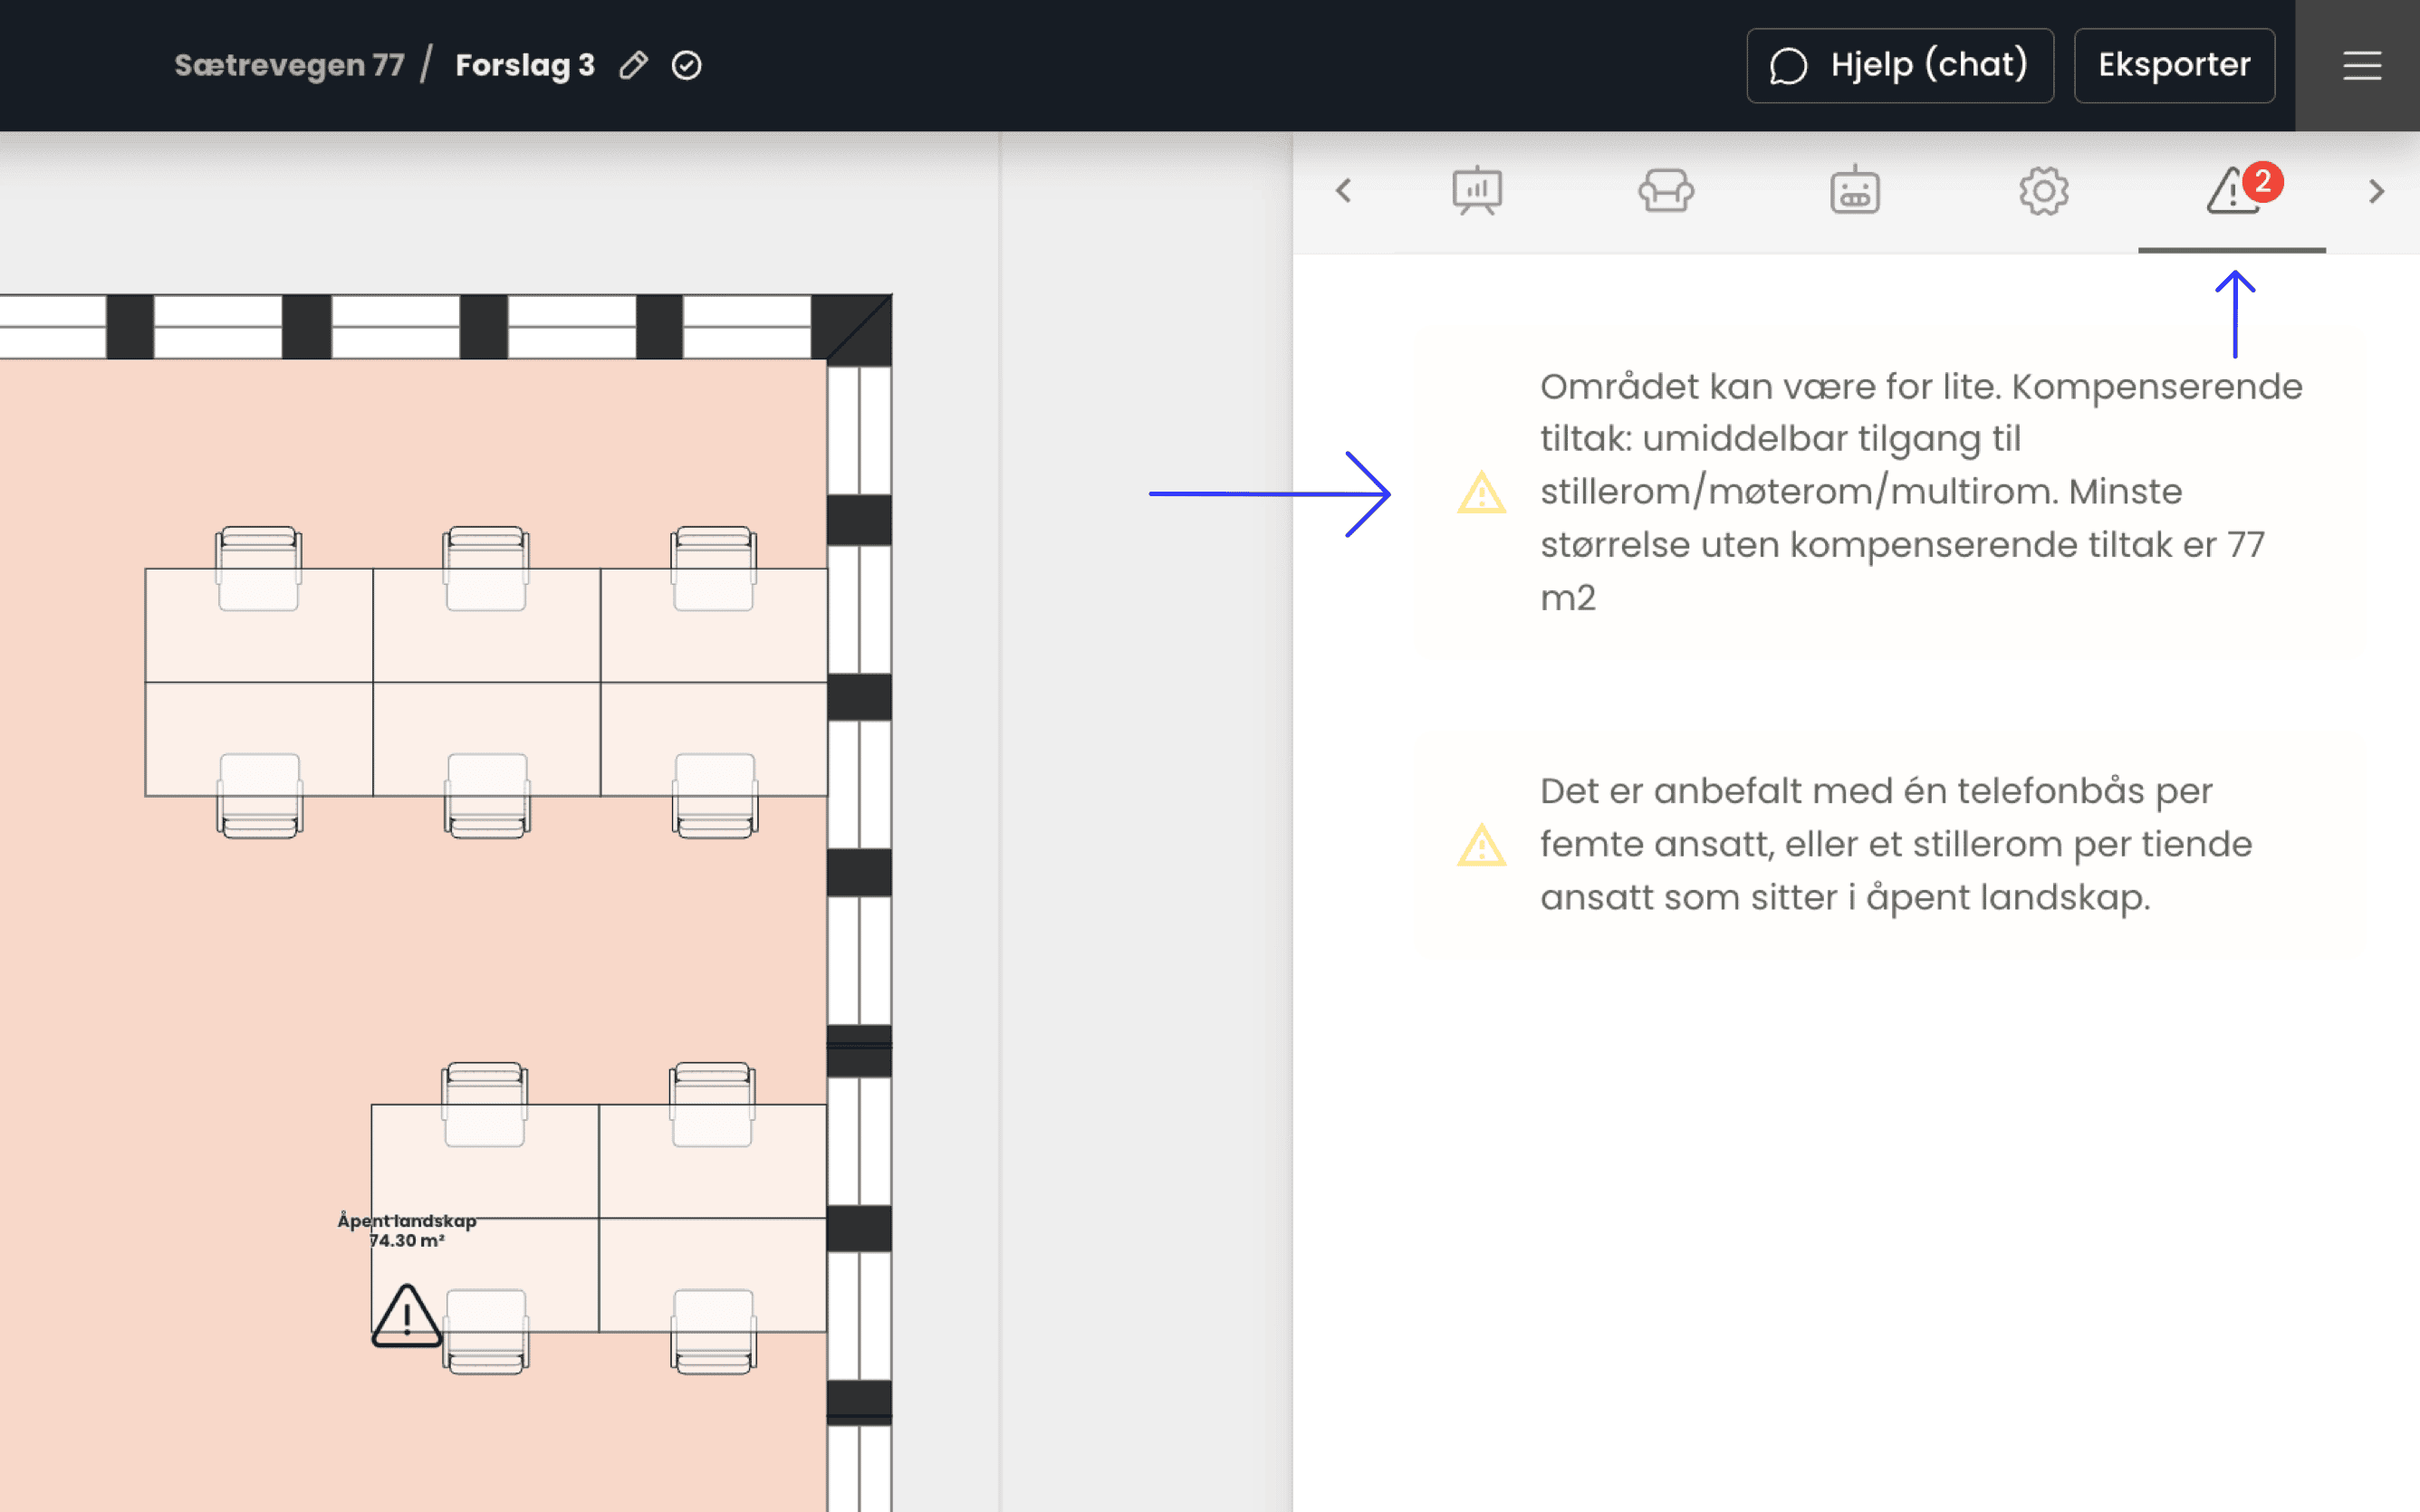 Sætrevegen 77 / Forslag 3
Hjelp (chat)
Eksporter
2
Området kan være for lite. Kompenserende
tiltak: umiddelbar tilgang til
stillerom/møterom/multirom. Minste
størrelse uten kompenserende tiltak er 77
m2
Det er anbefalt med én telefonbås per
femte ansatt, eller et stillerom per tiende
ansatt som sitter i åpent landskap.
Åpent landskap
74.30 m²